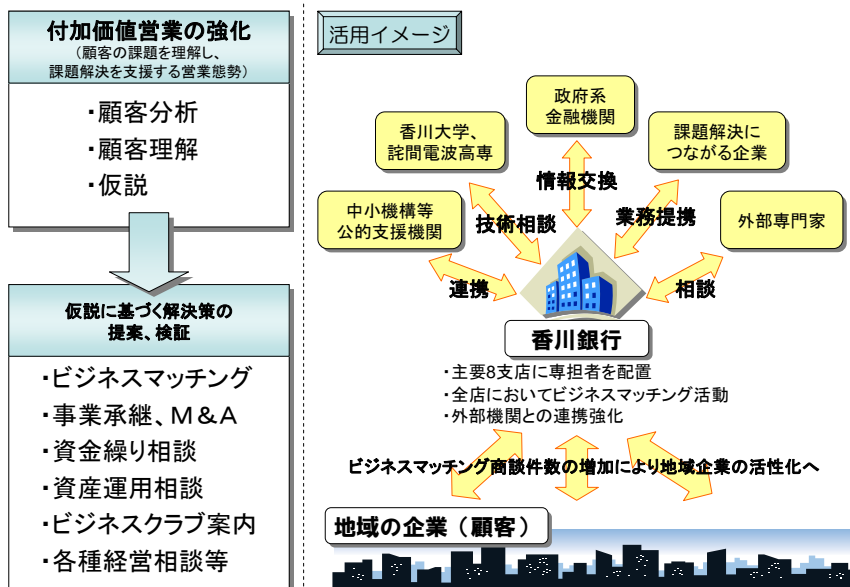 付加価値営業の強化
（顧客の課題を理解し、
課題解決を支援する営業態勢）
・顧客分析
・顧客理解
・仮説
仮説に基づく解決策の
提案、検証
・ビジネスマッチング
・事業承継、M＆A
・資金繰り相談
・資産運用相談
・ビジネスクラブ案内
・各種経営相談等
活用イメージ
政府系
金融機関
香川大学、
詫間電波高専
課題解決に
つながる企業
中小機構等
公的支援機関
外部専門家
情報交換
技術相談
業務提携
連携
相談
香川銀行
・主要8支店に専担者を配置
・全店においてビジネスマッチング活動
・外部機関との連携強化
ビジネスマッチング商談件数の増加により地域企業の活性化へ
地域の企業（顧客）